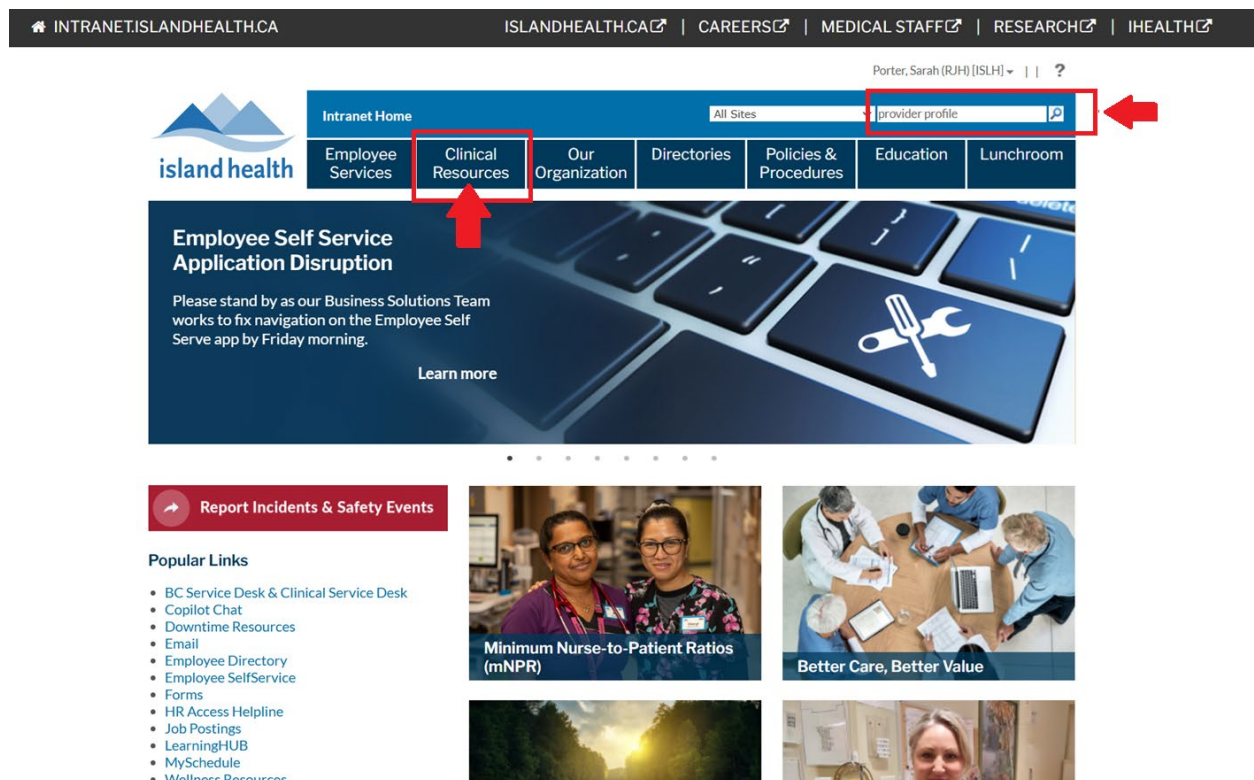 INTRANET.ISLANDHEALTH.CA
ISLANDHEALTH.CA | CAREERS | MEDICAL STAFF | RESEARCH | IHEALTH
Porter, Sarah (RJH) [ISLH] | | ?
island health
Intranet Home
All Sites
provider profile
Employee Services
Clinical Resources
Our Organization
Directories
Policies & Procedures
Education
Lunchroom
delete
Employee Self Service
Application Disruption
Please stand by as our Business Solutions Team
works to fix navigation on the Employee Self
Serve app by Friday morning.
Learn more
Report Incidents & Safety Events
Popular Links
• BC Service Desk & Clinical Service Desk
• Copilot Chat
• Downtime Resources
• Email
• Employee Directory
• Employee SelfService
• Forms
• HR Access Helpline
• Job Postings
• LearningHUB
• MySchedule
• Wellness Resources
Minimum Nurse-to-Patient Ratios
(mNPR)
Better Care, Better Value